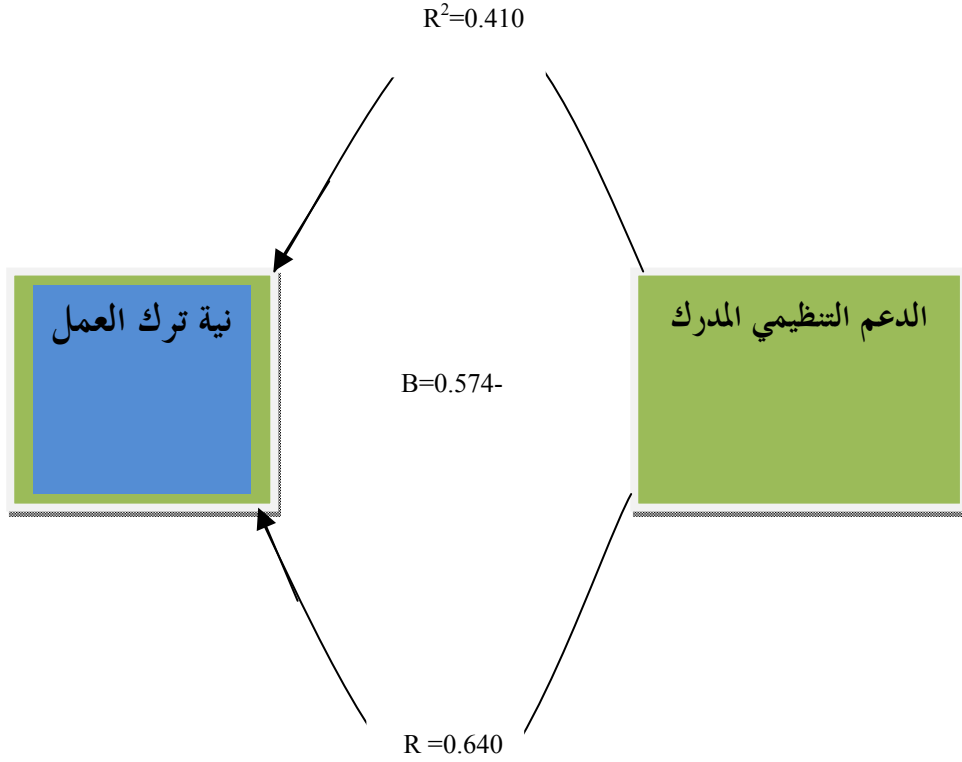 R²=0.410
الدعم التنظيمي المدرك
نية ترك العمل
B=0.574-
R =0.640